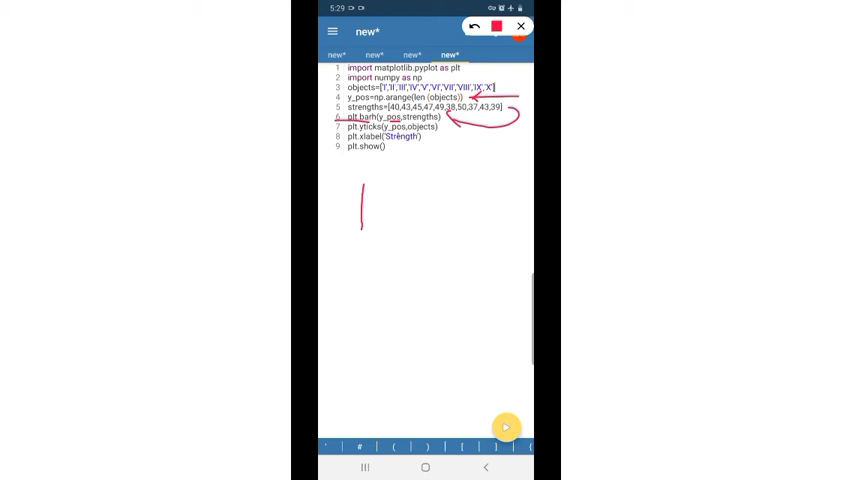 5:29
new*
new* new* new* new*
1 import matplotlib.pyplot as plt
2 import numpy as np
3 objects=['I','II','III','IV','V','VI','VII','VIII','IX','X']
4 y_pos=np.arange(len (objects))
5 strengths=[40,43,45,47,49,38,50,37,43,39]
6 plt.barh(y_pos,strengths)
7 plt.yticks(y_pos,objects)
8 plt.xlabel('Strength')
9 plt.show()
' # ( ) [ ] {